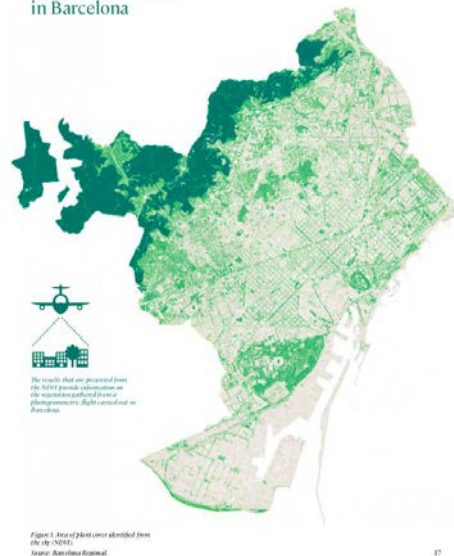 in Barcelona
The results that are presented from
the NDVI provide information on
the vegetation gathered from a
photogrammetric flight carried out in
Barcelona.
Figure 1. Area of plant cover identified from
the sky (NDVI).
Source: Barcelona Regional.
17